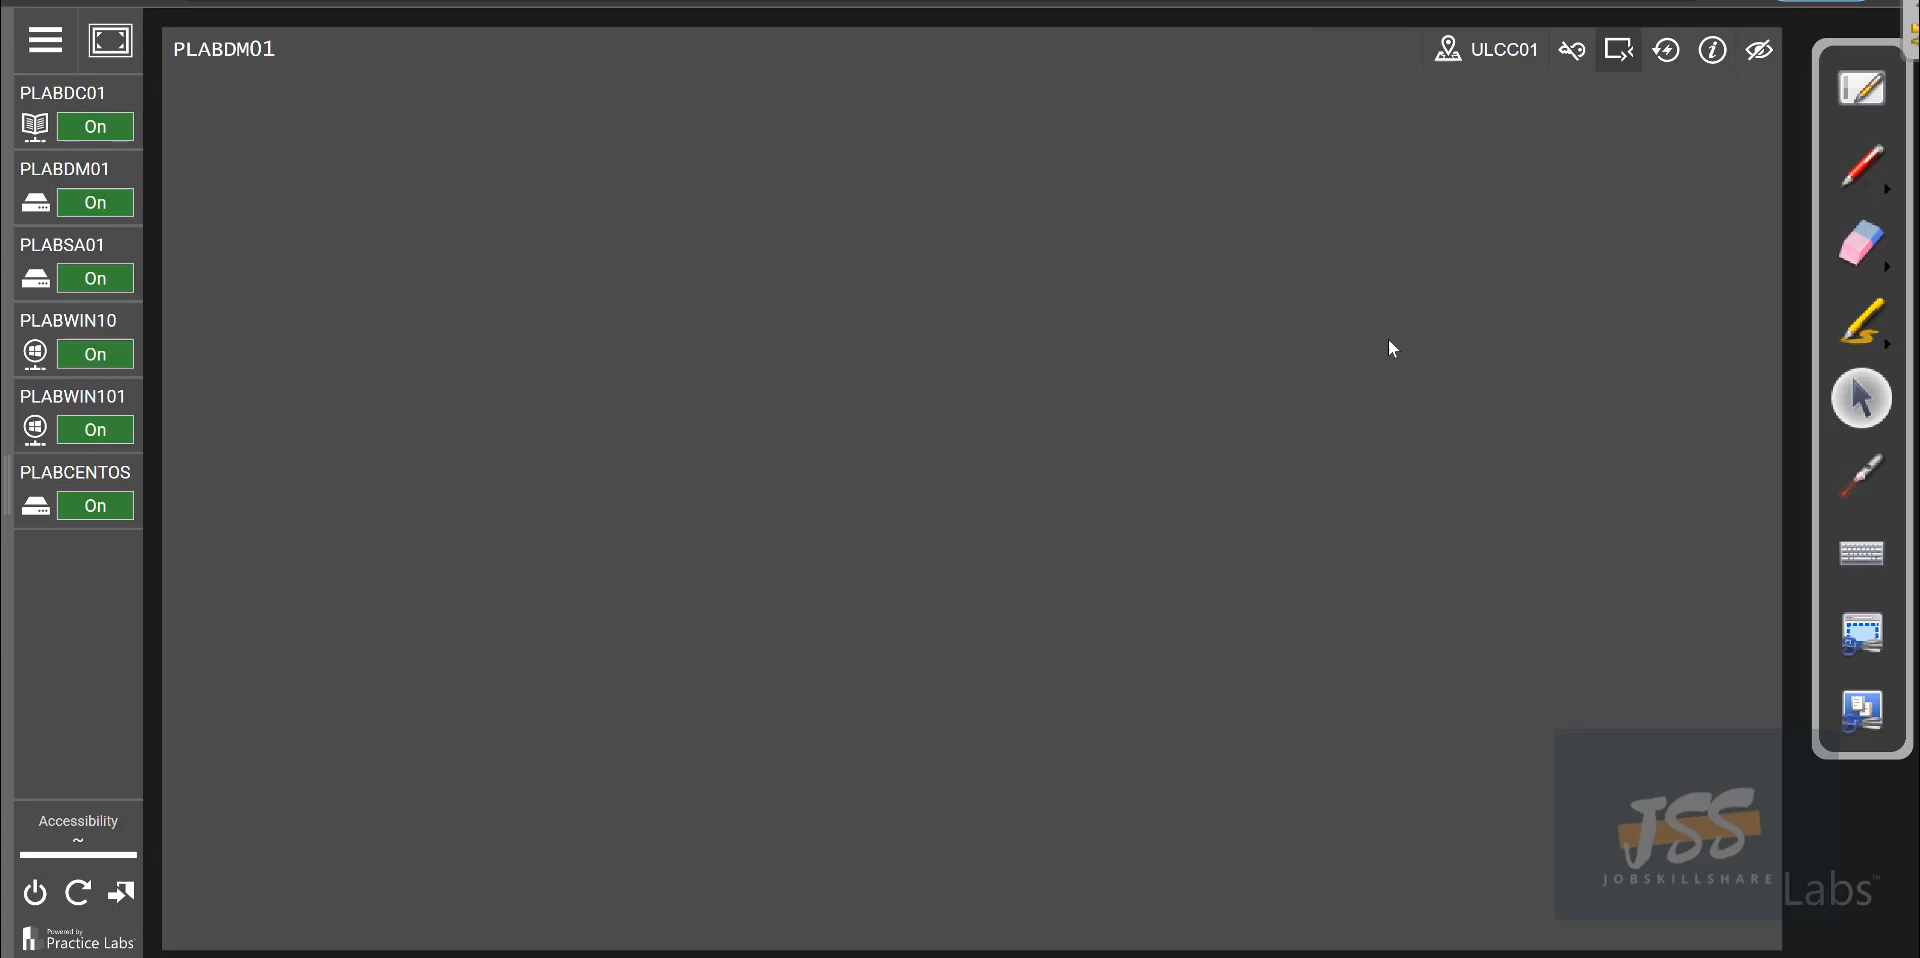 PLABDM01
ULCC01
PLABDC01
On
PLABDM01
On
PLABSA01
On
PLABWIN10
On
PLABWIN101
On
PLABCENTOS
On
Accessibility
~
Powered by
Practice Labs
JSS
JOBSKILLSHARE
Labs™